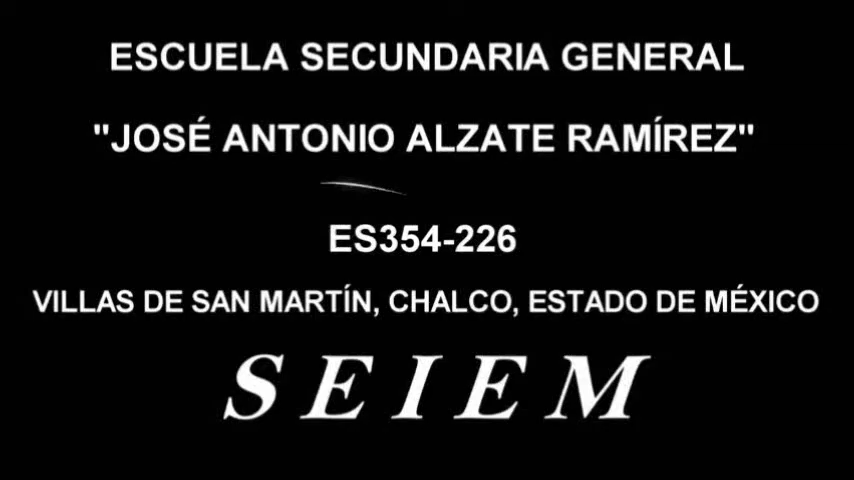 ESCUELA SECUNDARIA GENERAL
"JOSÉ ANTONIO ALZATE RAMÍREZ"
ES354-226
VILLAS DE SAN MARTÍN, CHALCO, ESTADO DE MÉXICO
SEIEM